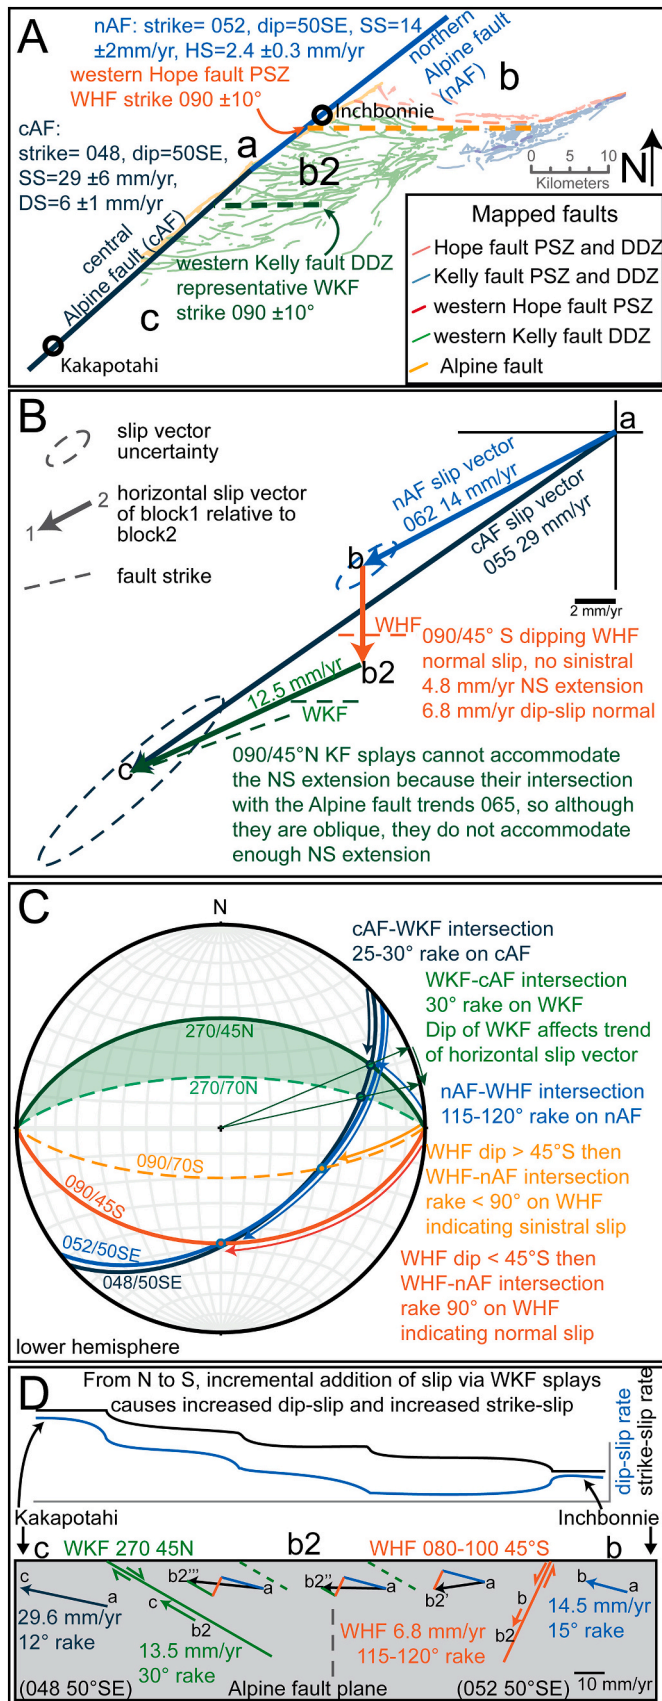 A
nAF: strike= 052, dip=50SE, SS=14
±2mm/yr, HS=2.4 ±0.3 mm/yr
western Hope fault PSZ
WHF strike 090 ±10°
northern
Alpine fault
(nAF)
b
Inchbonnie
cAF:
strike= 048, dip=50SE,
SS=29 ±6 mm/yr,
DS=6 ±1 mm/yr
a
b2
0 5 10
Kilometers
N
central
Alpine fault (cAF)
western Kelly fault DDZ
representative WKF
strike 090 ±10°
c
Kakapotahi
Mapped faults
Hope fault PSZ and DDZ
Kelly fault PSZ and DDZ
western Hope fault PSZ
western Kelly fault DDZ
Alpine fault
B
slip vector
uncertainty
2
1
horizontal slip vector
of block1 relative to
block2
fault strike
a
nAF slip vector
062 14 mm/yr
cAF slip vector
055 29 mm/yr
2 mm/yr
b
WHF
090/45° S dipping WHF
normal slip, no sinistral
4.8 mm/yr NS extension
6.8 mm/yr dip-slip normal
b2
12.5 mm/yr
WKF
c
090/45°N KF splays cannot accommodate
the NS extension because their intersection
with the Alpine fault trends 065, so although
they are oblique, they do not accommodate
enough NS extension
C
N
cAF-WKF intersection
25-30° rake on cAF
WKF-cAF intersection
30° rake on WKF
Dip of WKF affects trend
of horizontal slip vector
270/45N
270/70N
nAF-WHF intersection
115-120° rake on nAF
090/70S
WHF dip > 45°S then
WHF-nAF intersection
rake < 90° on WHF
indicating sinistral slip
090/45S
052/50SE
048/50SE
WHF dip < 45°S then
WHF-nAF intersection
rake 90° on WHF
indicating normal slip
lower hemisphere
D
From N to S, incremental addition of slip via WKF splays
causes increased dip-slip and increased strike-slip
dip-slip rate
strike-slip rate
Kakapotahi
Inchbonnie
c
WKF 270 45N
b2
WHF 080-100 45°S
b
c
a
b2'''
a
b2''
a
b2'
a
b
b
a
c
b2
b2
29.6 mm/yr
12° rake
13.5 mm/yr
30° rake
WHF 6.8 mm/yr
115-120° rake
14.5 mm/yr
15° rake
(048 50°SE)
Alpine fault plane
(052 50°SE)
10 mm/yr